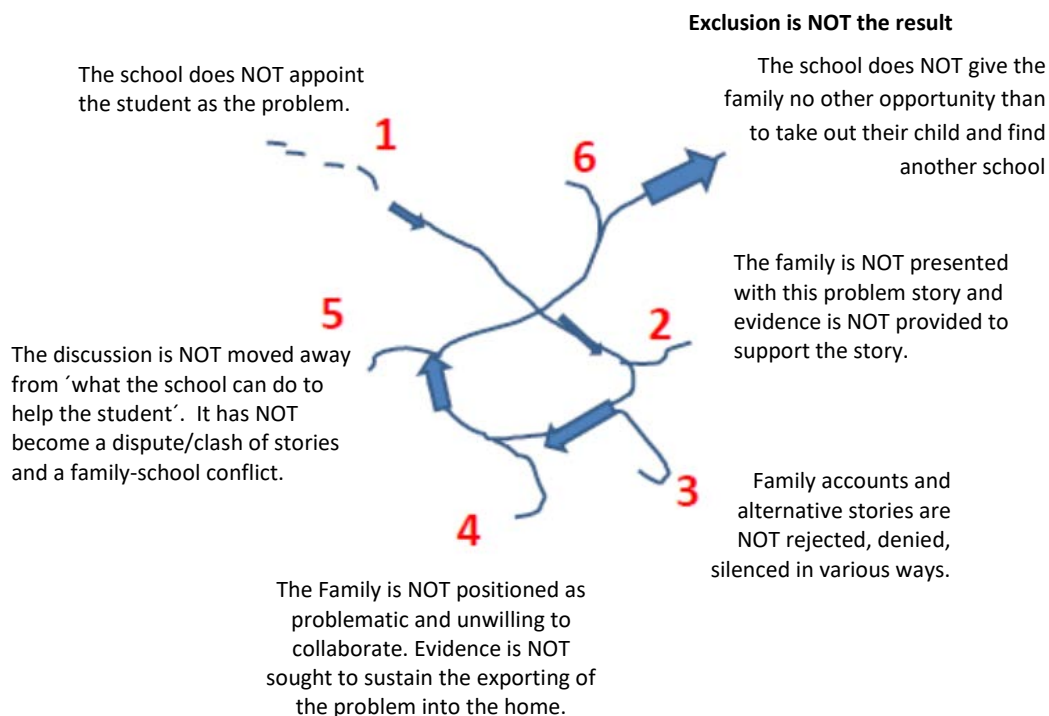 Exclusion is NOT the result
The school does NOT give the
family no other opportunity than
to take out their child and find
another school
The school does NOT appoint
the student as the problem.
1
6
The family is NOT presented
with this problem story and
evidence is NOT provided to
support the story.
2
5
The discussion is NOT moved away
from ´what the school can do to
help the student´. It has NOT
become a dispute/clash of stories
and a family-school conflict.
3
Family accounts and
alternative stories are
NOT rejected, denied,
silenced in various ways.
4
The Family is NOT positioned as
problematic and unwilling to
collaborate. Evidence is NOT
sought to sustain the exporting of
the problem into the home.